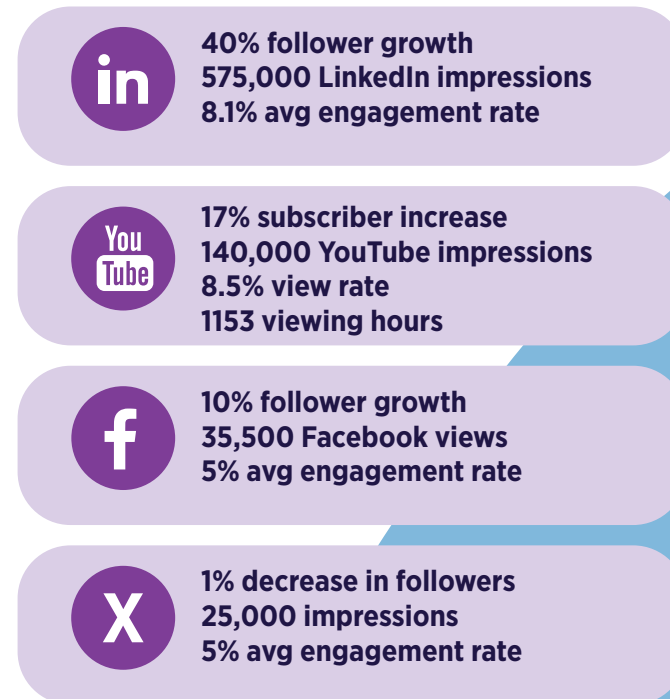 in
40% follower growth
575,000 LinkedIn impressions
8.1% avg engagement rate
You
Tube
17% subscriber increase
140,000 YouTube impressions
8.5% view rate
1153 viewing hours
f
10% follower growth
35,500 Facebook views
5% avg engagement rate
X
1% decrease in followers
25,000 impressions
5% avg engagement rate